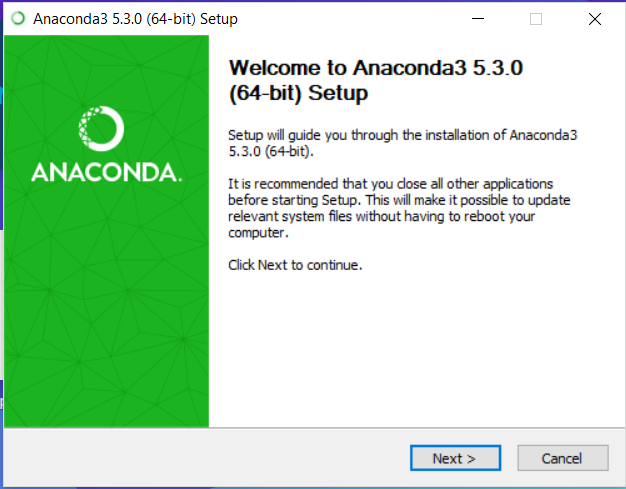 Anaconda3 5.3.0 (64-bit) Setup
ANACONDA.
Welcome to Anaconda3 5.3.0
(64-bit) Setup
Setup will guide you through the installation of Anaconda3
5.3.0 (64-bit).
It is recommended that you close all other applications
before starting Setup. This will make it possible to update
relevant system files without having to reboot your
computer.
Click Next to continue.
Next >
Cancel